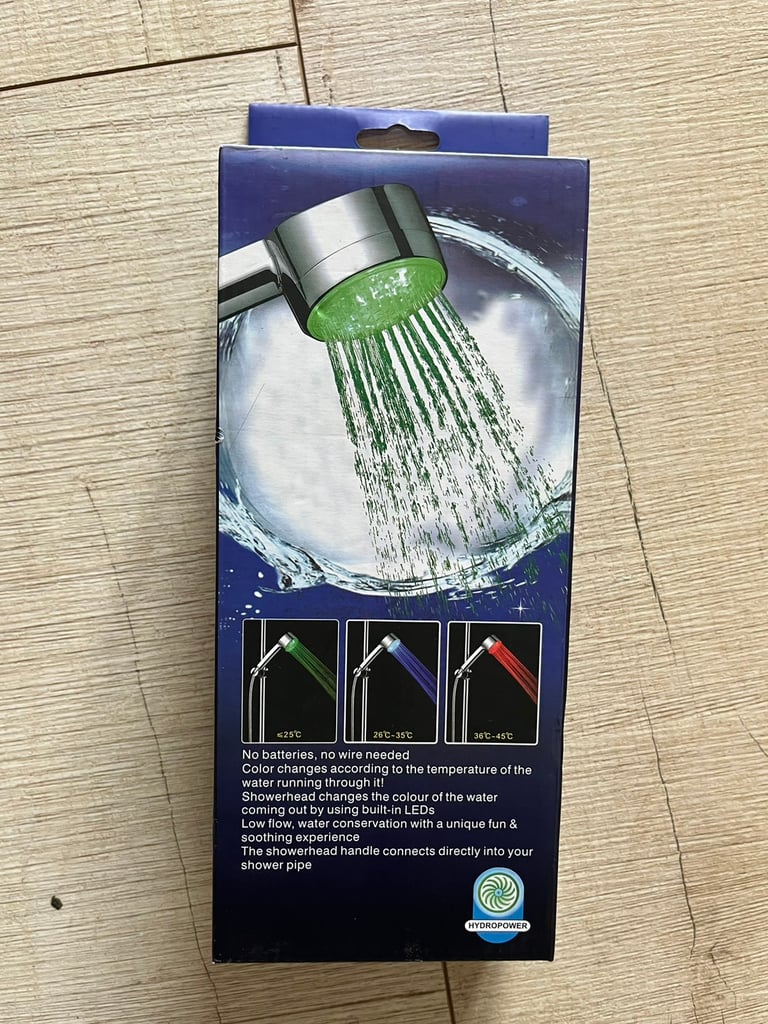 ≤25℃
26℃~35℃
36℃~45℃
No batteries, no wire needed
Color changes according to the temperature of the
water running through it!
Showerhead changes the colour of the water
coming out by using built-in LEDs
Low flow, water conservation with a unique fun &
soothing experience
The showerhead handle connects directly into your
shower pipe
HYDROPOWER